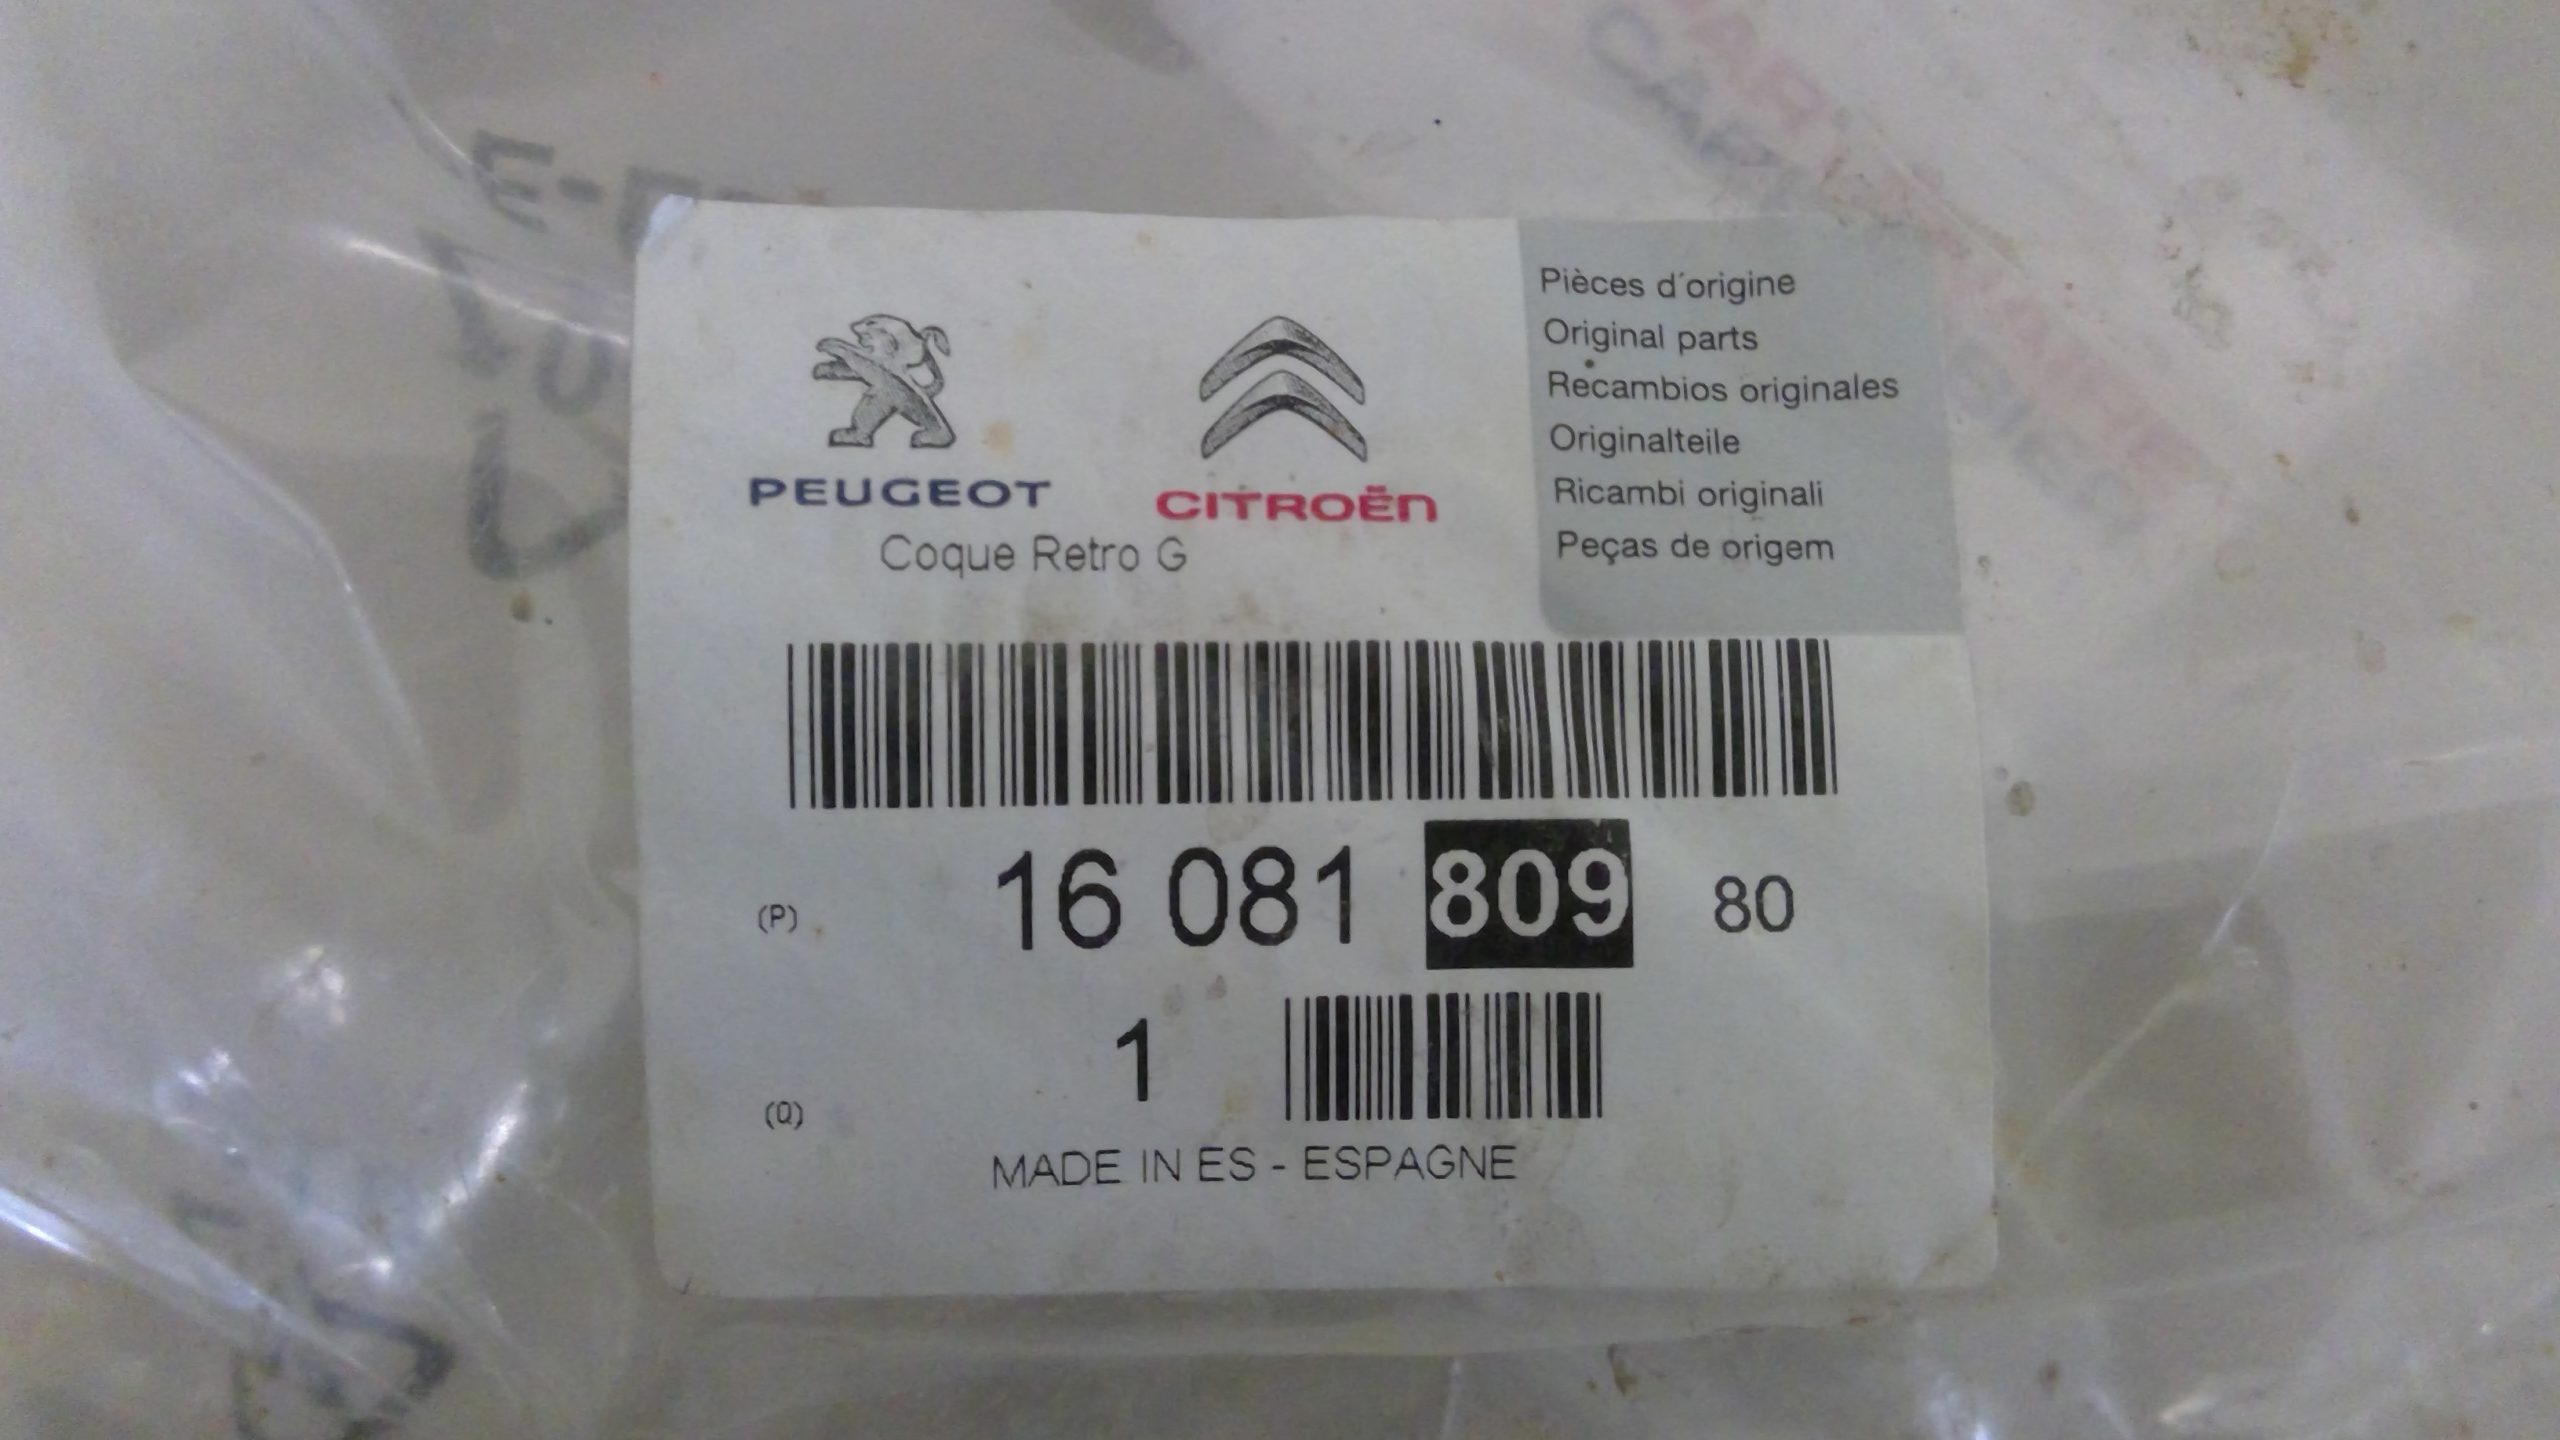 PEUGEOT
CITROËN
Coque Retro G
Pièces d'origine
Original parts
Recambios originales
Originalteile
Ricambi originali
Peças de origem
(P) 16 081 809 80
(Q) 1
MADE IN ES - ESPAGNE